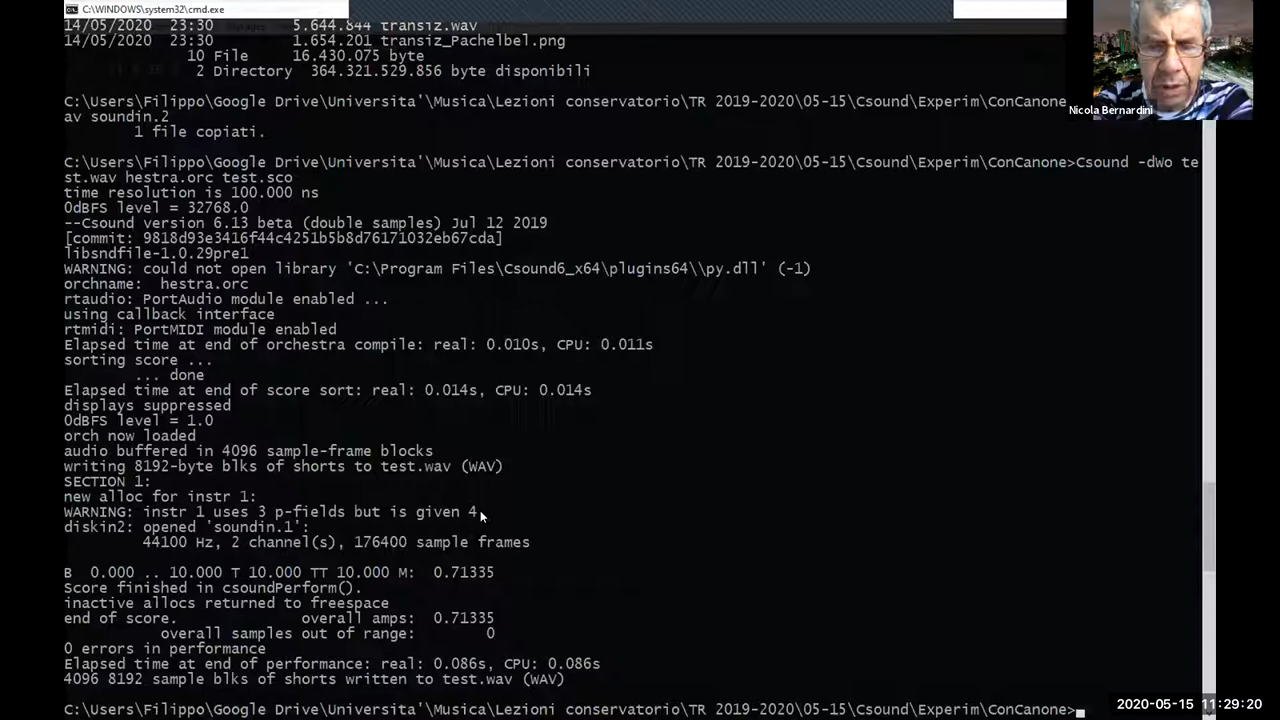 C:\WINDOWS\system32\cmd.exe
14/05/2020  23:30         5.644.844 transiz.wav
14/05/2020  23:30         1.654.201 transiz_Pachelbel.png
10 File     16.430.075 byte
2 Directory  364.321.529.856 byte disponibili
C:\Users\Filippo\Google Drive\Universita'\Musica\Lezioni conservatorio\TR 2019-2020\05-15\Csound\Experim\ConCanone
av soundin.2
1 file copiati.
Nicola Bernardini
C:\Users\Filippo\Google Drive\Universita'\Musica\Lezioni conservatorio\TR 2019-2020\05-15\Csound\Experim\ConCanone>Csound -dWo te
st.wav hestra.orc test.sco
time resolution is 100.000 ns
0dBFS level = 32768.0
--Csound version 6.13 beta (double samples) Jul 12 2019
[commit: 9818d93e3416f44c4251b5b8d76171032eb67cda]
libsndfile-1.0.29pre1
WARNING: could not open library 'C:\Program Files\Csound6_x64\plugins64\\py.dll' (-1)
orchname:  hestra.orc
rtaudio: PortAudio module enabled ...
using callback interface
rtmidi: PortMIDI module enabled
Elapsed time at end of orchestra compile: real: 0.010s, CPU: 0.011s
sorting score ...
... done
Elapsed time at end of score sort: real: 0.014s, CPU: 0.014s
displays suppressed
0dBFS level = 1.0
orch now loaded
audio buffered in 4096 sample-frame blocks
writing 8192-byte blks of shorts to test.wav (WAV)
SECTION 1:
new alloc for instr 1:
WARNING: instr 1 uses 3 p-fields but is given 4
diskin2: opened 'soundin.1':
44100 Hz, 2 channel(s), 176400 sample frames
B  0.000 .. 10.000 T 10.000 TT 10.000 M:  0.71335
Score finished in csoundPerform().
inactive allocs returned to freespace
end of score.              overall amps:  0.71335
overall samples out of range:        0
0 errors in performance
Elapsed time at end of performance: real: 0.086s, CPU: 0.086s
4096 8192 sample blks of shorts written to test.wav (WAV)
C:\Users\Filippo\Google Drive\Universita'\Musica\Lezioni conservatorio\TR 2019-2020\05-15\Csound\Experim\ConCanone>
2020-05-15 11:29:20